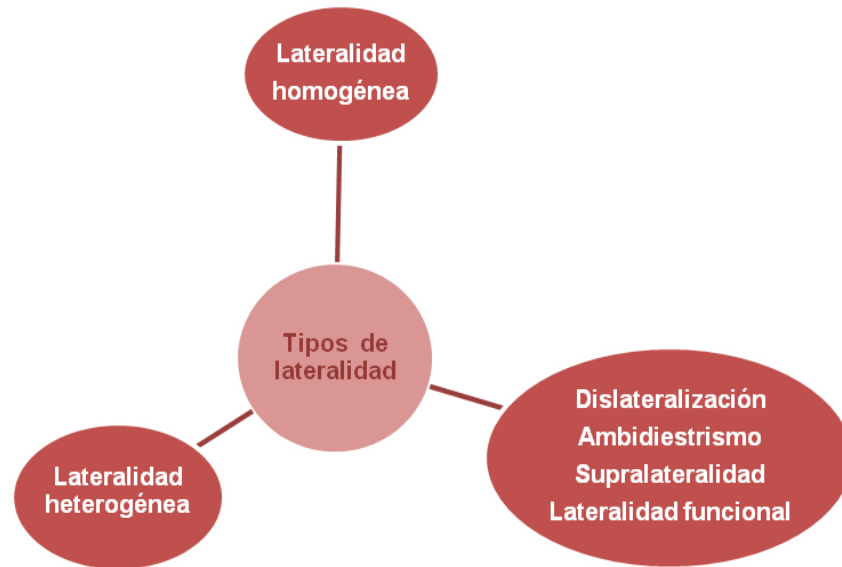 Lateralidad
homogénea
Tipos de
lateralidad
Dislateralización
Ambidiestrismo
Supralateralidad
Lateralidad funcional
Lateralidad
heterogénea